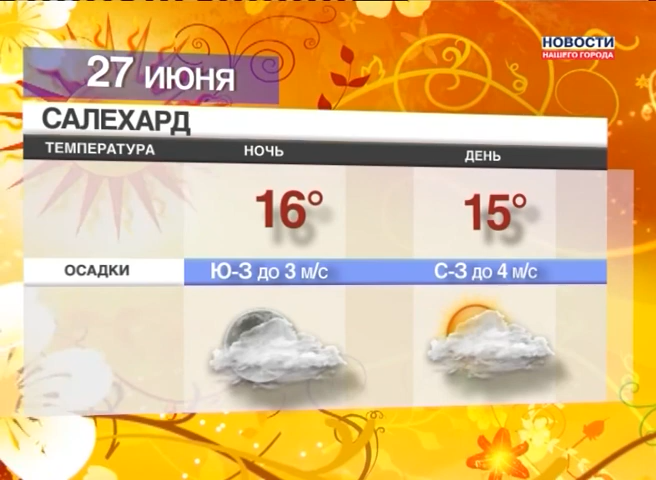 НОВОСТИ
НАШЕГО ГОРОДА
27 ИЮНЯ
САЛЕХАРД
ТЕМПЕРАТУРА НОЧЬ ДЕНЬ
16° 15°
ОСАДКИ Ю-З до 3 м/с С-З до 4 м/с